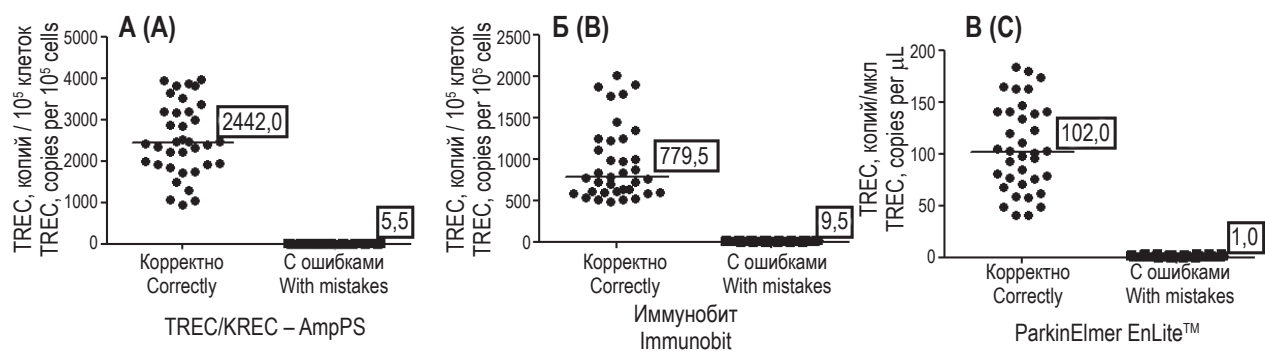 А (A)
TREC, копий / 10⁵ клеток
TREC, copies per 10⁵ cells
5000
4000
3000
2000
1000
0
2442,0
5,5
Корректно
Correctly
С ошибками
With mistakes
TREC/KREC – AmpPS
Б (B)
TREC, копий / 10⁵ клеток
TREC, copies per 10⁵ cells
2500
2000
1500
1000
500
0
779,5
9,5
Корректно
Correctly
С ошибками
With mistakes
Иммунобит
Immunobit
В (C)
TREC, копий/мкл
TREC, copies per µL
200
150
100
50
0
102,0
1,0
Корректно
Correctly
С ошибками
With mistakes
ParkinElmer EnLite™